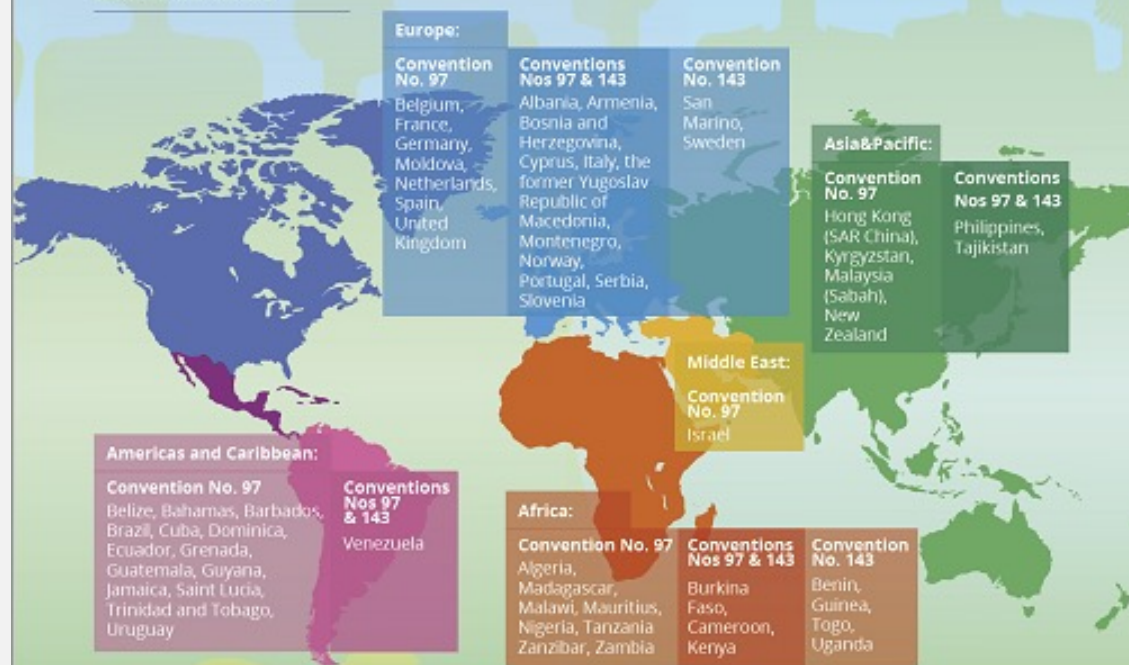 Europe:
Convention
No. 97
Belgium,
France,
Germany,
Moldova,
Netherlands,
Spain,
United
Kingdom
Conventions
Nos 97 & 143
Albania, Armenia,
Bosnia and
Herzegovina,
Cyprus, Italy, the
former Yugoslav
Republic of
Macedonia,
Montenegro,
Norway,
Portugal, Serbia,
Slovenia
Convention
No. 143
San
Marino,
Sweden
Asia&Pacific:
Convention
No. 97
Hong Kong
(SAR China),
Kyrgyzstan,
Malaysia
(Sabah),
New
Zealand
Conventions
Nos 97 & 143
Philippines,
Tajikistan
Middle East:
Convention
No. 97
Israel
Americas and Caribbean:
Convention No. 97
Belize, Bahamas, Barbados,
Brazil, Cuba, Dominica,
Ecuador, Grenada,
Guatemala, Guyana,
Jamaica, Saint Lucia,
Trinidad and Tobago,
Uruguay
Conventions
Nos 97
& 143
Venezuela
Africa:
Convention No. 97
Algeria,
Madagascar,
Malawi, Mauritius,
Nigeria, Tanzania
Zanzibar, Zambia
Conventions
Nos 97 & 143
Burkina
Faso,
Cameroon,
Kenya
Convention
No. 143
Benin,
Guinea,
Togo,
Uganda